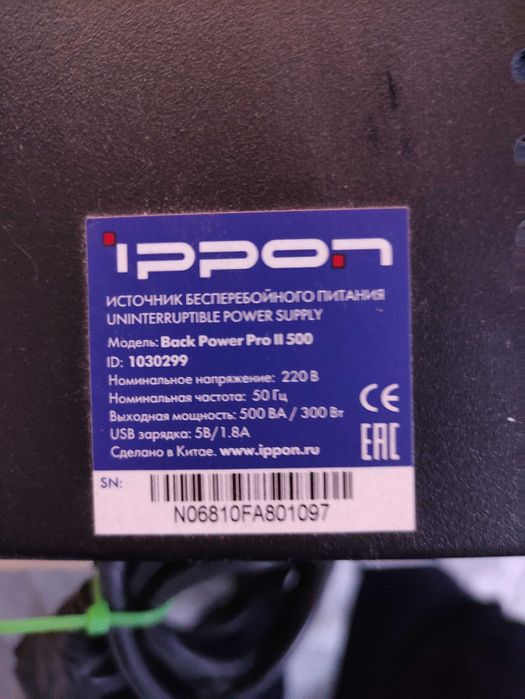 ippon
ИСТОЧНИК БЕСПЕРЕБОЙНОГО ПИТАНИЯ
UNINTERRUPTIBLE POWER SUPPLY
Модель: Back Power Pro II 500
ID: 1030299
Номинальное напряжение: 220 В
Номинальная частота: 50 Гц
Выходная мощность: 500 ВА / 300 Вт
USB зарядка: 5В/1.8А
Сделано в Китае. www.ippon.ru
CE
EAC
SN:
N06810FA801097